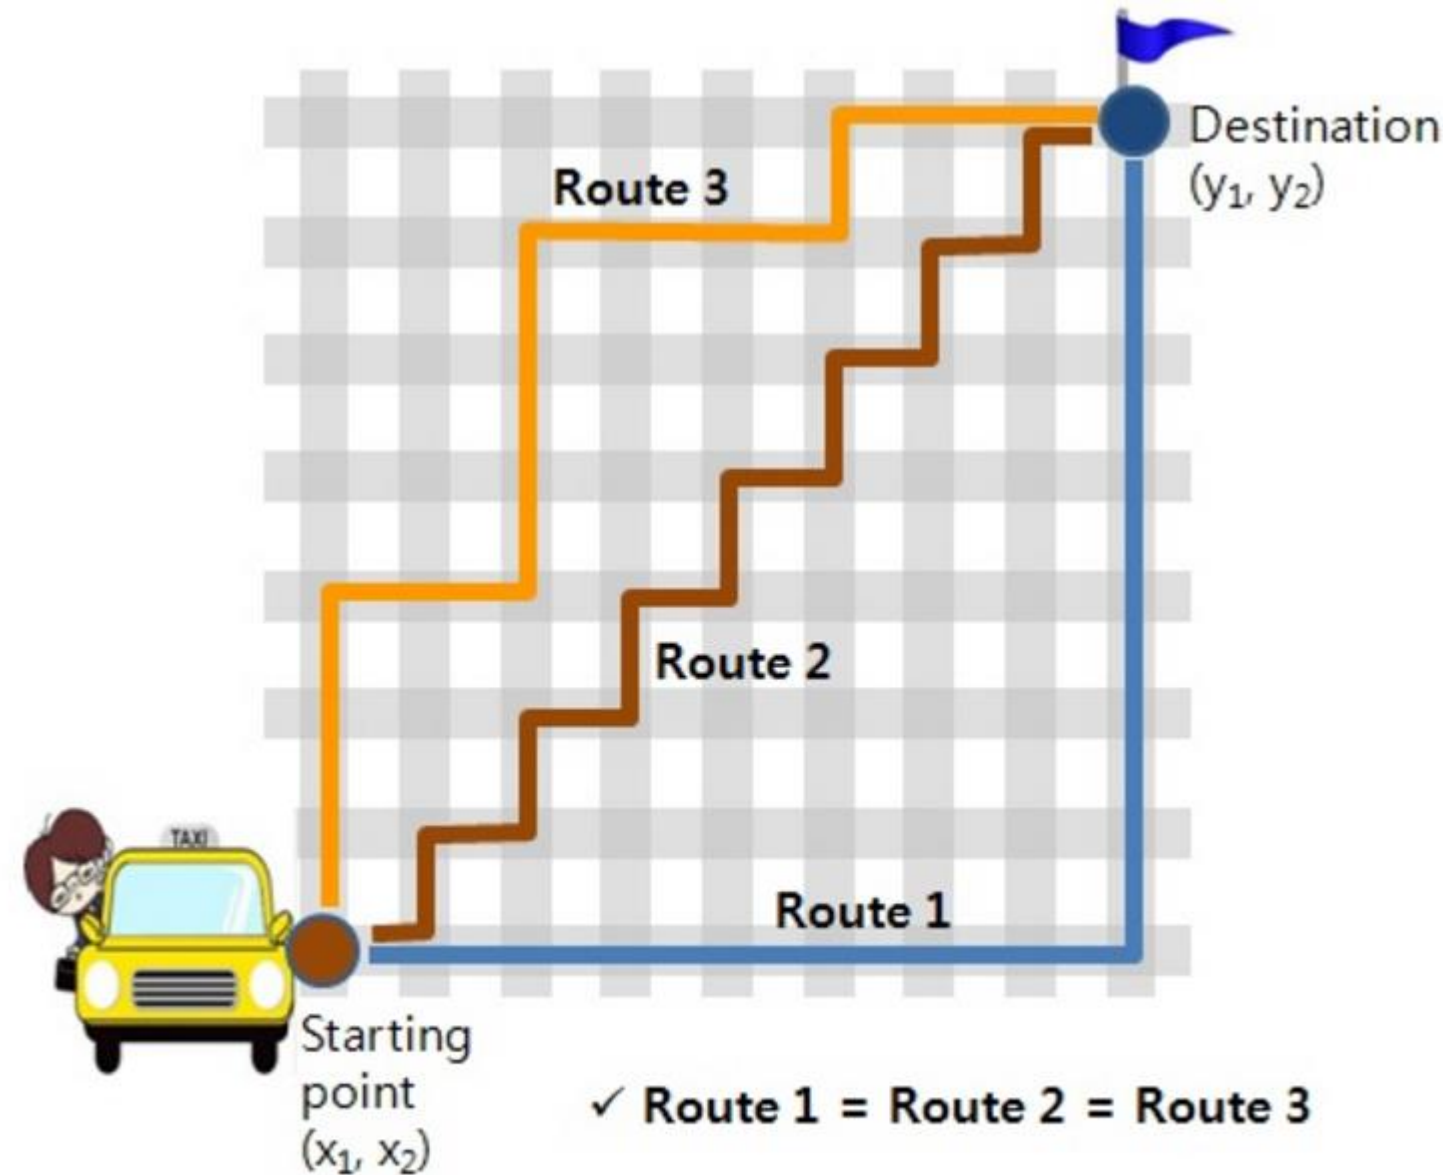 Destination
(y₁, y₂)
Route 3
Route 2
Route 1
TAXI
Starting
point
(x₁, x₂)
✓ Route 1 = Route 2 = Route 3